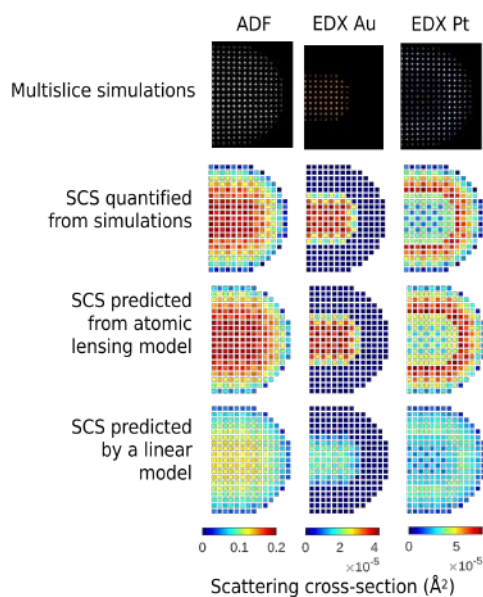 ADF EDX Au EDX Pt
Multislice simulations
SCS quantified
from simulations
SCS predicted
from atomic
lensing model
SCS predicted
by a linear
model
0 0.1 0.2 0 2 4 0 5
×10⁻⁵ ×10⁻⁵
Scattering cross-section (Å²)